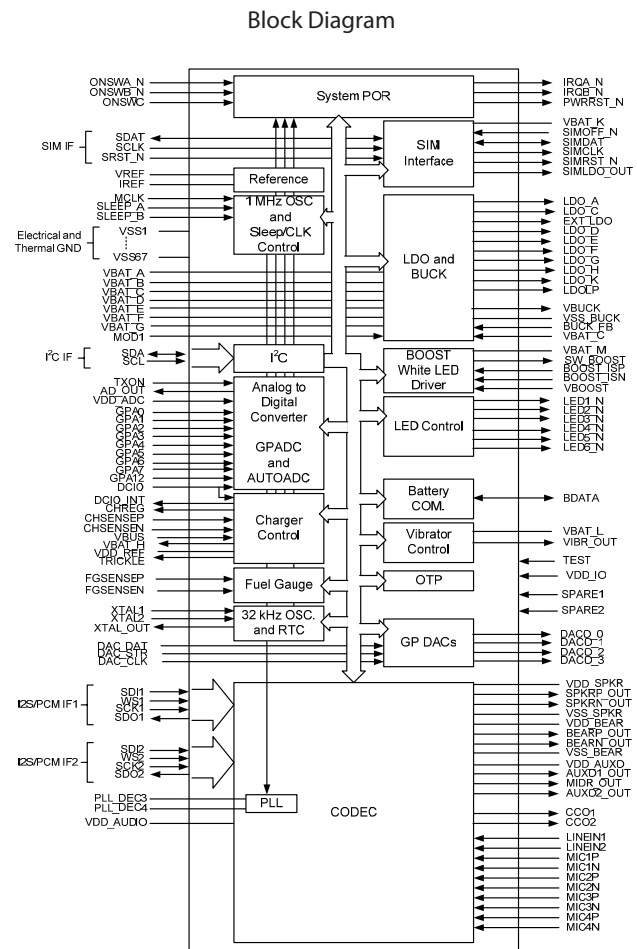 Block Diagram
ONSWA_N
ONSWB_N
ONSWC
SIM IF
SDAT
SCLK
SRST_N
VREF
IREF
MCLK
SLEEP_A
SLEEP_B
Electrical and
Thermal GND
VSS1
VSS67
VBAT_A
VBAT_B
VBAT_C
VBAT_D
VBAT_E
VBAT_F
VBAT_G
MOD1
I²C IF
SDA
SCL
TXON
AD_OUT
VDD_ADC
GPA0
GPA1
GPA2
GPA3
GPA4
GPA5
GPA6
GPA7
GPA12
DCIO
DCIO_INT
CHREG
CHSENSEP
CHSENSEN
VBUS
VBAT_H
VDD_REF
TRICKLE
FGSENSEP
FGSENSEN
XTAL1
XTAL2
XTAL_OUT
DAC_DAT
DAC_STR
DAC_CLK
I2S/PCM IF1
SDI1
WS1
SCK1
SDO1
I2S/PCM IF2
SDI2
WS2
SCK2
SDO2
PLL_DEC3
PLL_DEC4
VDD_AUDIO
System POR
Reference
1 MHz OSC
and
Sleep/CLK
Control
I²C
Analog to
Digital
Converter
GPADC
and
AUTOADC
Charger
Control
Fuel Gauge
32 kHz OSC.
and RTC
PLL
CODEC
SIM
Interface
LDO and
BUCK
BOOST
White LED
Driver
LED Control
Battery
COM.
Vibrator
Control
OTP
GP DACs
IRQA_N
IRQB_N
PWRRST_N
VBAT_K
SIMOFF_N
SIMDAT
SIMCLK
SIMRST_N
SIMLDO_OUT
LDO_A
LDO_C
EXT_LDO
LDO_D
LDO_E
LDO_F
LDO_G
LDO_H
LDO_K
LDOLP
VBUCK
VSS_BUCK
BUCK_FB
VBAT_C
VBAT_M
SW_BOOST
BOOST_ISP
BOOST_ISN
VBOOST
LED1_N
LED2_N
LED3_N
LED4_N
LED5_N
LED6_N
BDATA
VBAT_L
VIBR_OUT
TEST
VDD_IO
SPARE1
SPARE2
DACO_0
DACO_1
DACO_2
DACO_3
VDD_SPKR
SPKRP_OUT
SPKRN_OUT
VSS_SPKR
VDD_BEAR
BEARP_OUT
BEARN_OUT
VSS_BEAR
VDD_AUXO
AUXO1_OUT
MIDR_OUT
AUXO2_OUT
CCO1
CCO2
LINEIN1
LINEIN2
MIC1P
MIC1N
MIC2P
MIC2N
MIC3P
MIC3N
MIC4P
MIC4N